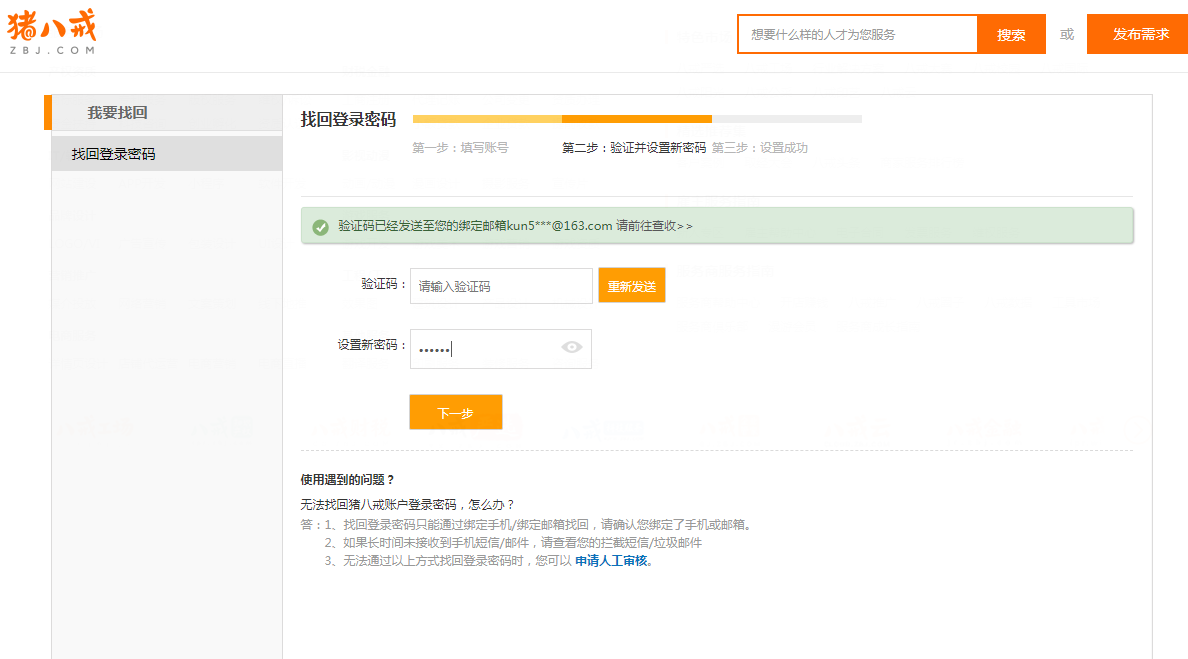 猪八戒
ZBJ.COM
想要什么样的人才为您服务
搜索
或
发布需求
我要找回
找回登录密码
找回登录密码
第一步：填写账号
第二步：验证并设置新密码
第三步：设置成功
验证码已经发送至您的绑定邮箱kun5***@163.com 请前往查收>>
验证码：
请输入验证码
重新发送
设置新密码：
••••••
下一步
使用遇到的问题？
无法找回猪八戒账户登录密码，怎么办？
答：1、找回登录密码只能通过绑定手机/绑定邮箱找回，请确认您绑定了手机或邮箱。
2、如果长时间未接收到手机短信/邮件，请查看您的拦截短信/垃圾邮件
3、无法通过以上方式找回登录密码时，您可以 申请人工审核。